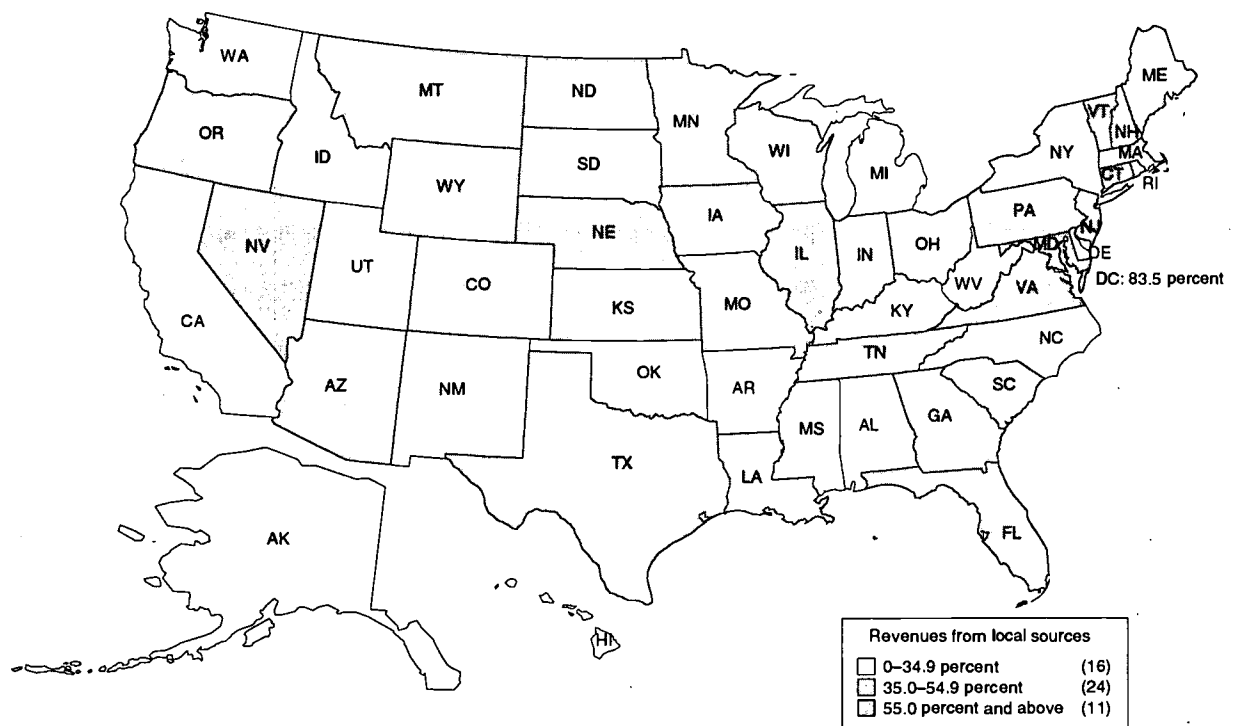 WA
MT
ND
MN
ME
VT
NH
OR
ID
SD
WI
MI
NY
MA
WY
CT
RI
IA
PA
NV
NE
NJ
UT
CO
IL
IN
OH
MD
DE
DC: 83.5 percent
WV
VA
CA
KS
MO
KY
NC
AZ
NM
OK
AR
TN
SC
TX
LA
MS
AL
GA
AK
FL
HI
Revenues from local sources
0–34.9 percent (16)
35.0–54.9 percent (24)
55.0 percent and above (11)